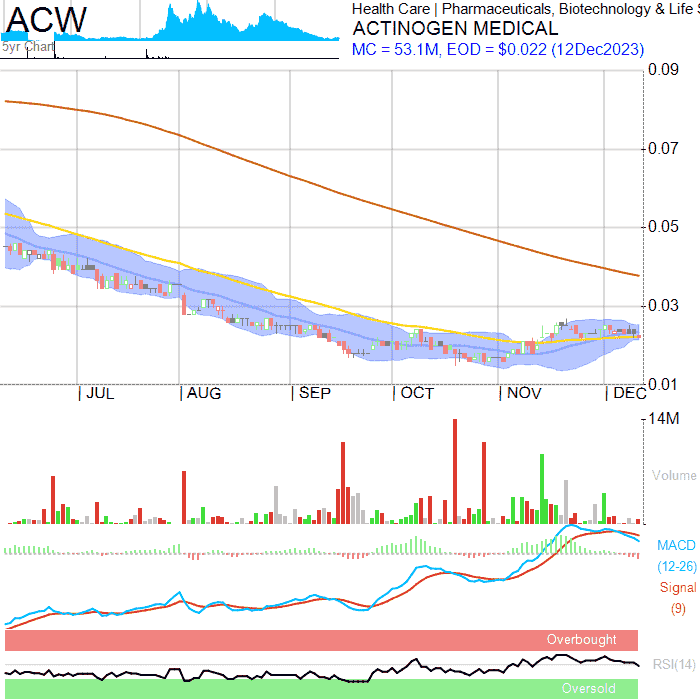 ACW
5yr Chart
Health Care | Pharmaceuticals, Biotechnology & Life S
ACTINOGEN MEDICAL
MC = 53.1M, EOD = $0.022 (12Dec2023)
0.09
0.07
0.05
0.03
0.01
| JUL | AUG | SEP | OCT | NOV | DEC
14M
Volume
MACD
(12-26)
Signal
(9)
Overbought
RSI(14)
Oversold